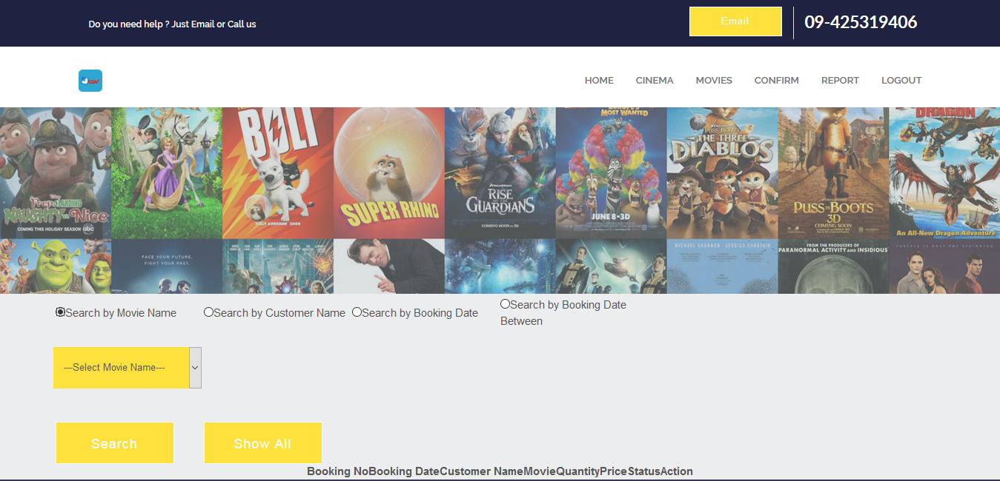 Do you need help ? Just Email or Call us
Email
09-425319406
HOME CINEMA MOVIES CONFIRM REPORT LOGOUT
Prep & LANDING
NAUGHTY vs. Nice
COMING THIS HOLIDAY SEASON abc
BOLT
FULLY AWESOME 2008
SUPER RHINO
RISE
OF THE
GUARDIANS
COMING SOON IN 3D
EUROPE'S
MOST WANTED
JUNE 8 - 3D
PUSS IN BOOTS
THE THREE
DIABLOS
PUSS IN BOOTS
3D
COMING SOON
DRAGON
An All-New Dragon Adventure
FACE YOUR FUTURE.
FIGHT YOUR PAST.
MICHAEL SHANNON JESSICA CHASTAIN
FROM THE PRODUCERS OF
PARANORMAL ACTIVITY AND INSIDIOUS
Search by Movie Name
Search by Customer Name
Search by Booking Date
Search by Booking Date
Between
---Select Movie Name---
Search
Show All
Booking NoBooking DateCustomer NameMovieQuantityPriceStatusAction